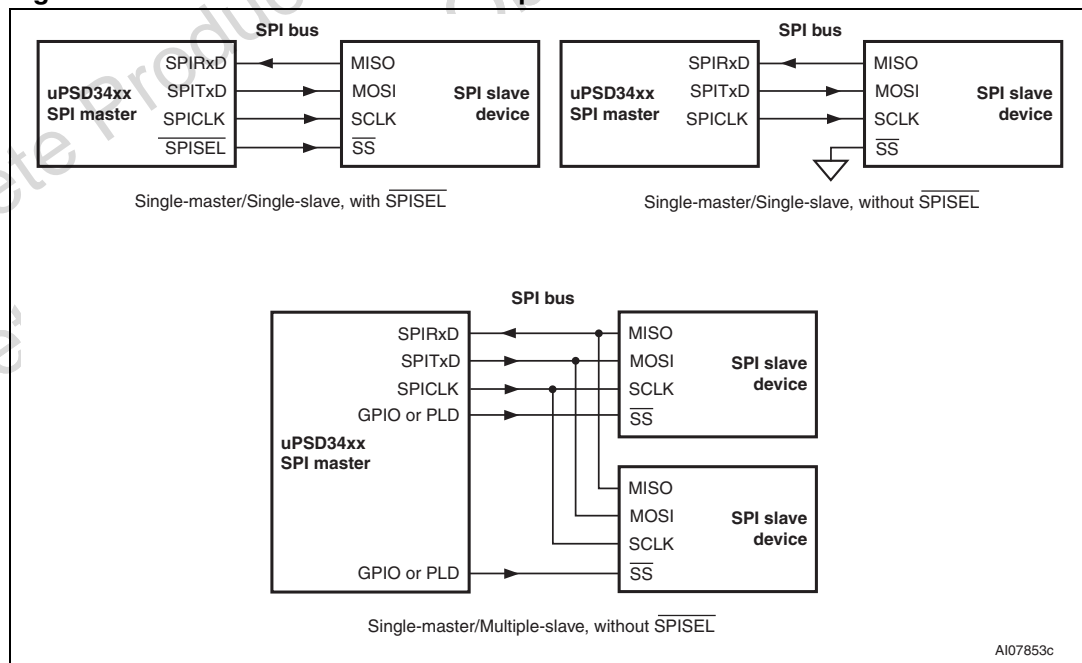 SPI bus
uPSD34xx
SPI master
SPIRxD
SPITxD
SPICLK
SPISEL
MISO
MOSI
SCLK
SS
SPI slave
device
Single-master/Single-slave, with SPISEL
SPI bus
uPSD34xx
SPI master
SPIRxD
SPITxD
SPICLK
MISO
MOSI
SCLK
SS
SPI slave
device
Single-master/Single-slave, without SPISEL
SPI bus
SPIRxD
SPITxD
SPICLK
GPIO or PLD
uPSD34xx
SPI master
GPIO or PLD
MISO
MOSI
SCLK
SS
SPI slave
device
MISO
MOSI
SCLK
SS
SPI slave
device
Single-master/Multiple-slave, without SPISEL
AI07853c